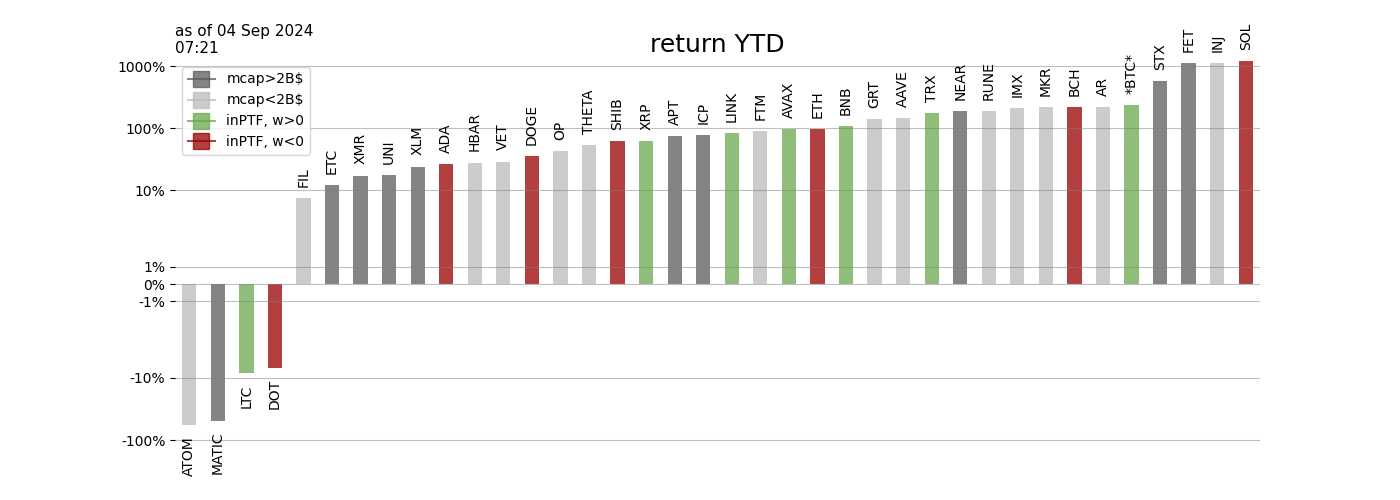 as of 04 Sep 2024
07:21
return YTD
mcap>2B$
mcap<2B$
inPTF, w>0
inPTF, w<0
1000%
100%
10%
1%
0%
-1%
-10%
-100%
ATOM
MATIC
LTC
DOT
FIL
ETC
XMR
UNI
XLM
ADA
HBAR
VET
DOGE
OP
THETA
SHIB
XRP
APT
ICP
LINK
FTM
AVAX
ETH
BNB
GRT
AAVE
TRX
NEAR
RUNE
IMX
MKR
BCH
AR
*BTC*
STX
FET
INJ
SOL